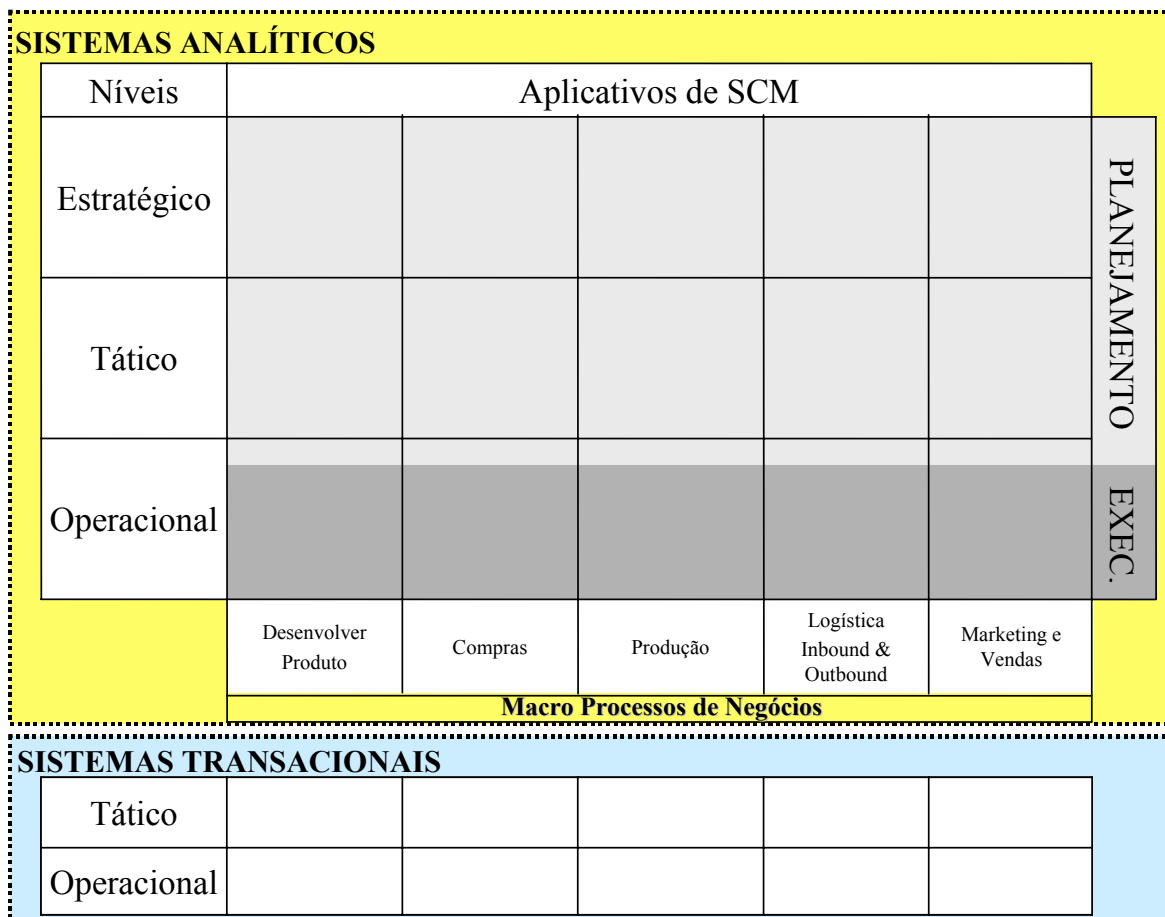 SISTEMAS ANALÍTICOS
Níveis
Aplicativos de SCM
Estratégico
Tático
Operacional
PLANEJAMENTO
EXEC.
Desenvolver
Produto
Compras
Produção
Logística
Inbound &
Outbound
Marketing e
Vendas
Macro Processos de Negócios
SISTEMAS TRANSACIONAIS
Tático
Operacional